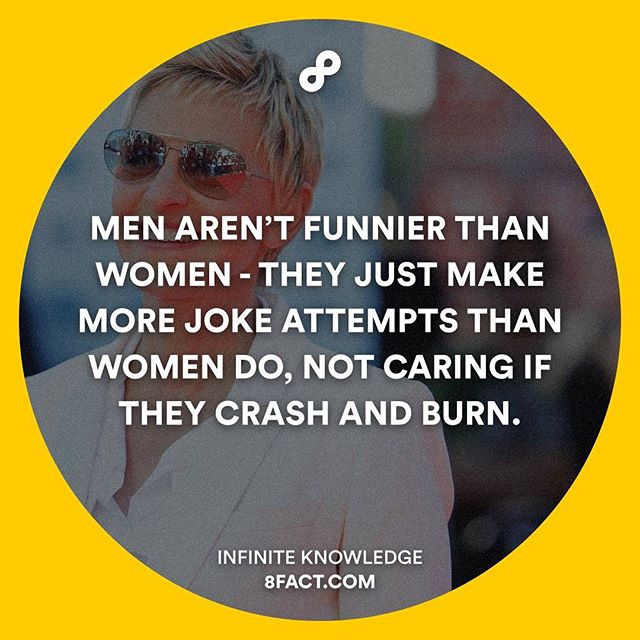 MEN AREN’T FUNNIER THAN
WOMEN - THEY JUST MAKE
MORE JOKE ATTEMPTS THAN
WOMEN DO, NOT CARING IF
THEY CRASH AND BURN.
INFINITE KNOWLEDGE
8FACT.COM